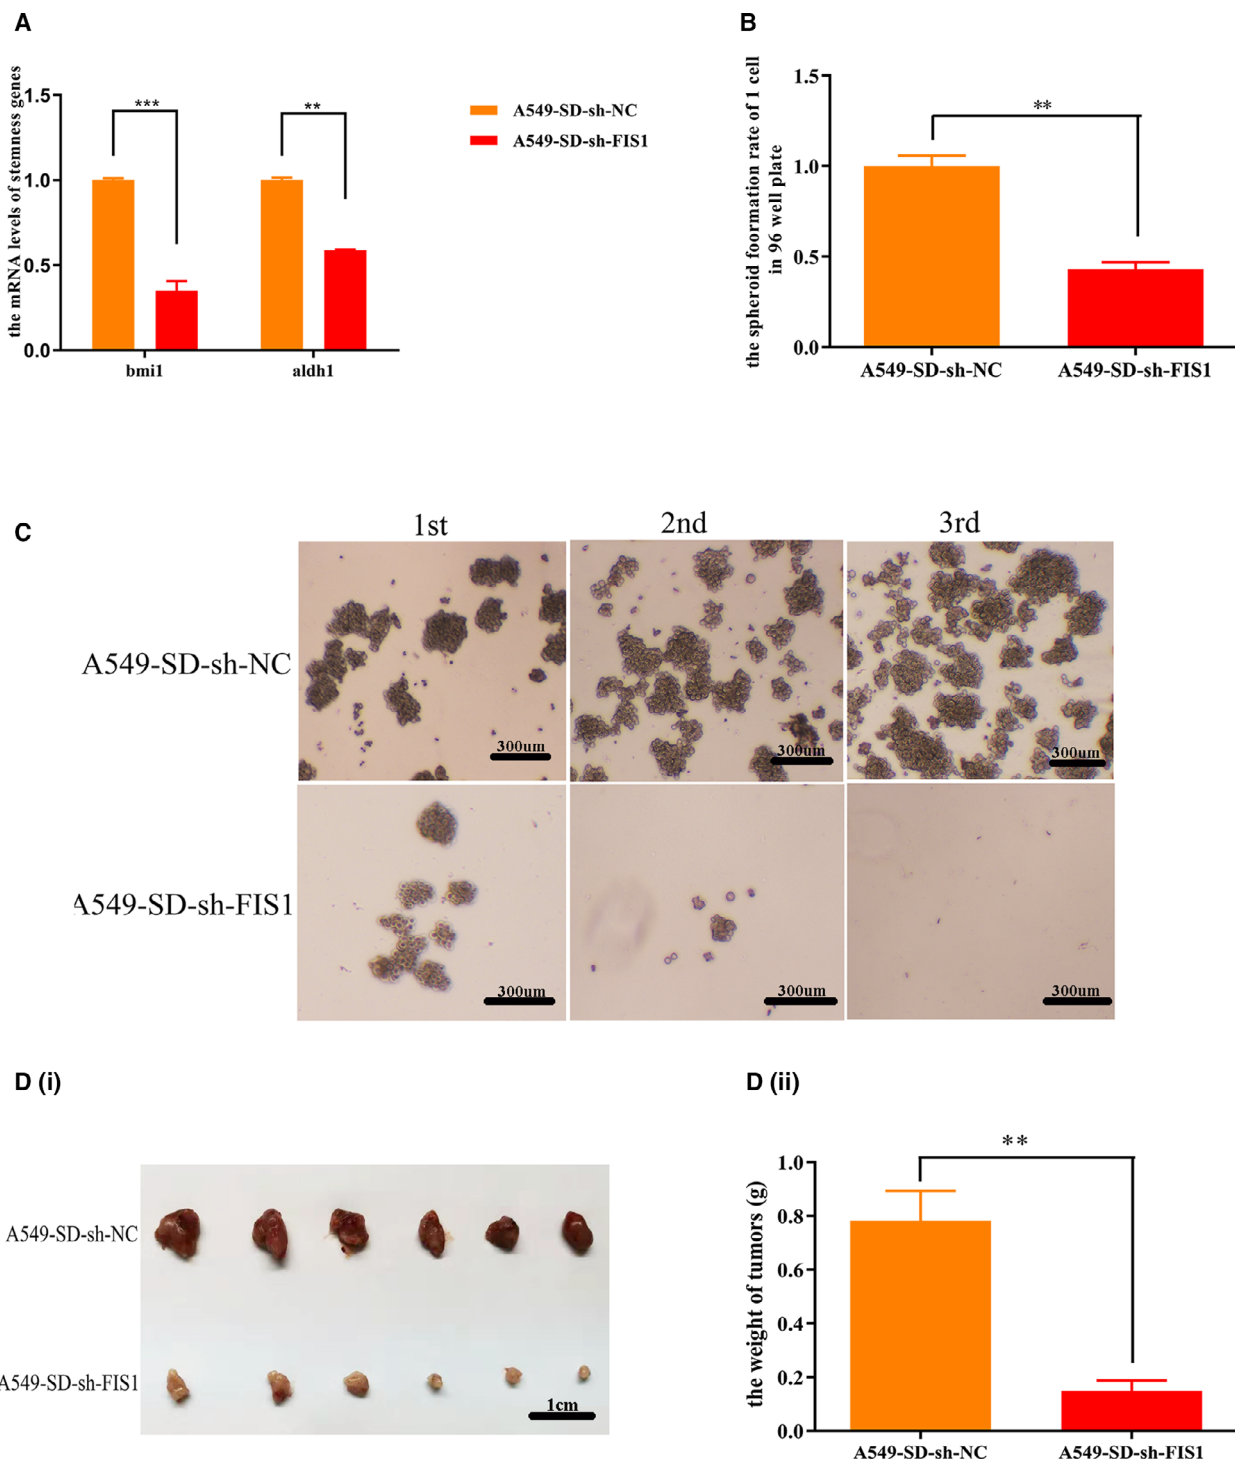 A
the mRNA levels of stemness genes
1.5
1.0
0.5
0.0
***
**
bmi1
aldh1
A549-SD-sh-NC
A549-SD-sh-FIS1
B
the spheroid foormation rate of 1 cell
in 96 well plate
1.5
1.0
0.5
0.0
**
A549-SD-sh-NC
A549-SD-sh-FIS1
C
1st
2nd
3rd
A549-SD-sh-NC
300um
300um
300um
A549-SD-sh-FIS1
300um
300um
300um
D (i)
A549-SD-sh-NC
A549-SD-sh-FIS1
1cm
D (ii)
the weight of tumors (g)
1.0
0.8
0.6
0.4
0.2
0.0
**
A549-SD-sh-NC
A549-SD-sh-FIS1